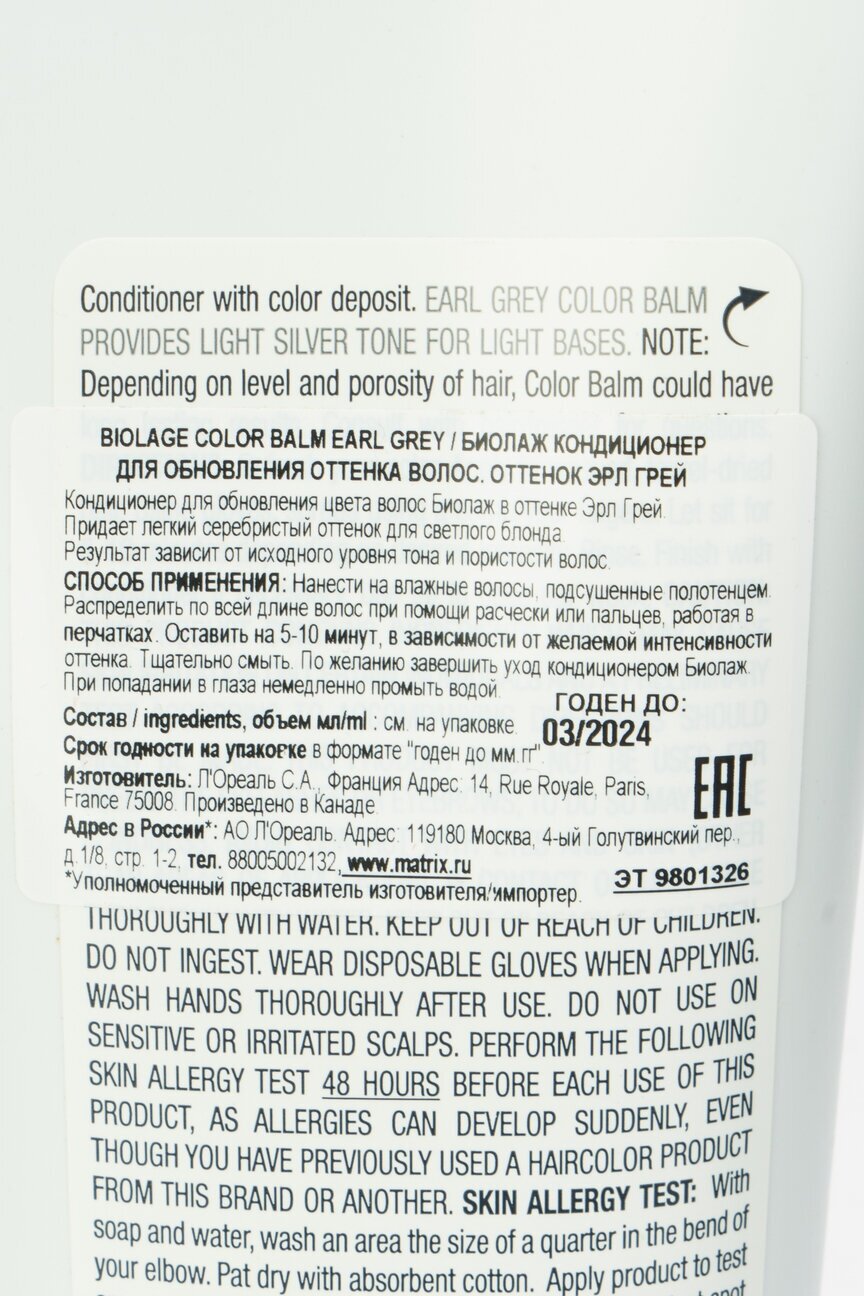 Conditioner with color deposit. EARL GREY COLOR BALM
PROVIDES LIGHT SILVER TONE FOR LIGHT BASES. NOTE:
Depending on level and porosity of hair, Color Balm could have
BIOLAGE COLOR BALM EARL GREY / БИОЛАЖ КОНДИЦИОНЕР
ДЛЯ ОБНОВЛЕНИЯ ОТТЕНКА ВОЛОС. ОТТЕНОК ЭРЛ ГРЕЙ
Кондиционер для обновления цвета волос Биолаж в оттенке Эрл Грей.
Придает легкий серебристый оттенок для светлого блонда.
Результат зависит от исходного уровня тона и пористости волос.
СПОСОБ ПРИМЕНЕНИЯ: Нанести на влажные волосы, подсушенные полотенцем.
Распределить по всей длине волос при помощи расчески или пальцев, работая в
перчатках. Оставить на 5-10 минут, в зависимости от желаемой интенсивности
оттенка. Тщательно смыть. По желанию завершить уход кондиционером Биолаж.
При попадании в глаза немедленно промыть водой.
ГОДЕН ДО:
Состав / ingredients, объем мл/ml : см. на упаковке.
03/2024
Срок годности на упаковке в формате "годен до мм.гг".
Изготовитель: Л'Ореаль С.А., Франция Адрес: 14, Rue Royale, Paris,
France 75008. Произведено в Канаде.
EAC
Адрес в России*: АО Л'Ореаль. Адрес: 119180 Москва, 4-ый Голутвинский пер.,
д.1/8, стр. 1-2, тел. 88005002132, www.matrix.ru
*Уполномоченный представитель изготовителя/импортер.
ЭТ 9801326
THOROUGHLY WITH WATER. KEEP OUT OF REACH OF CHILDREN.
DO NOT INGEST. WEAR DISPOSABLE GLOVES WHEN APPLYING.
WASH HANDS THOROUGHLY AFTER USE. DO NOT USE ON
SENSITIVE OR IRRITATED SCALPS. PERFORM THE FOLLOWING
SKIN ALLERGY TEST 48 HOURS BEFORE EACH USE OF THIS
PRODUCT, AS ALLERGIES CAN DEVELOP SUDDENLY, EVEN
THOUGH YOU HAVE PREVIOUSLY USED A HAIRCOLOR PRODUCT
FROM THIS BRAND OR ANOTHER. SKIN ALLERGY TEST: With
soap and water, wash an area the size of a quarter in the bend of
your elbow. Pat dry with absorbent cotton. Apply product to test